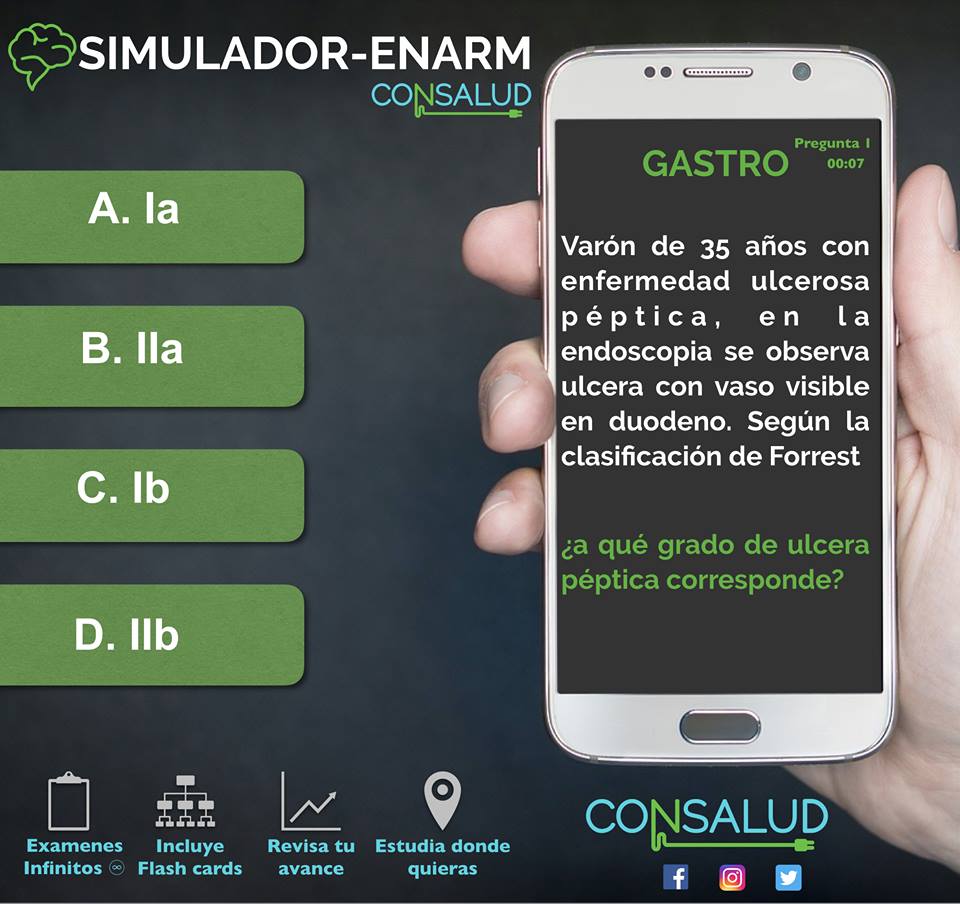 SIMULADOR-ENARM
CONSALUD
A. Ia
B. IIa
C. Ib
D. IIb
GASTRO
Pregunta 1
00:07
Varón de 35 años con
enfermedad ulcerosa
péptica, en la
endoscopia se observa
ulcera con vaso visible
en duodeno. Según la
clasificación de Forrest
¿a qué grado de ulcera
péptica corresponde?
Examenes
Infinitos ♾
Incluye
Flash cards
Revisa tu
avance
Estudia donde
quieras
CONSALUD